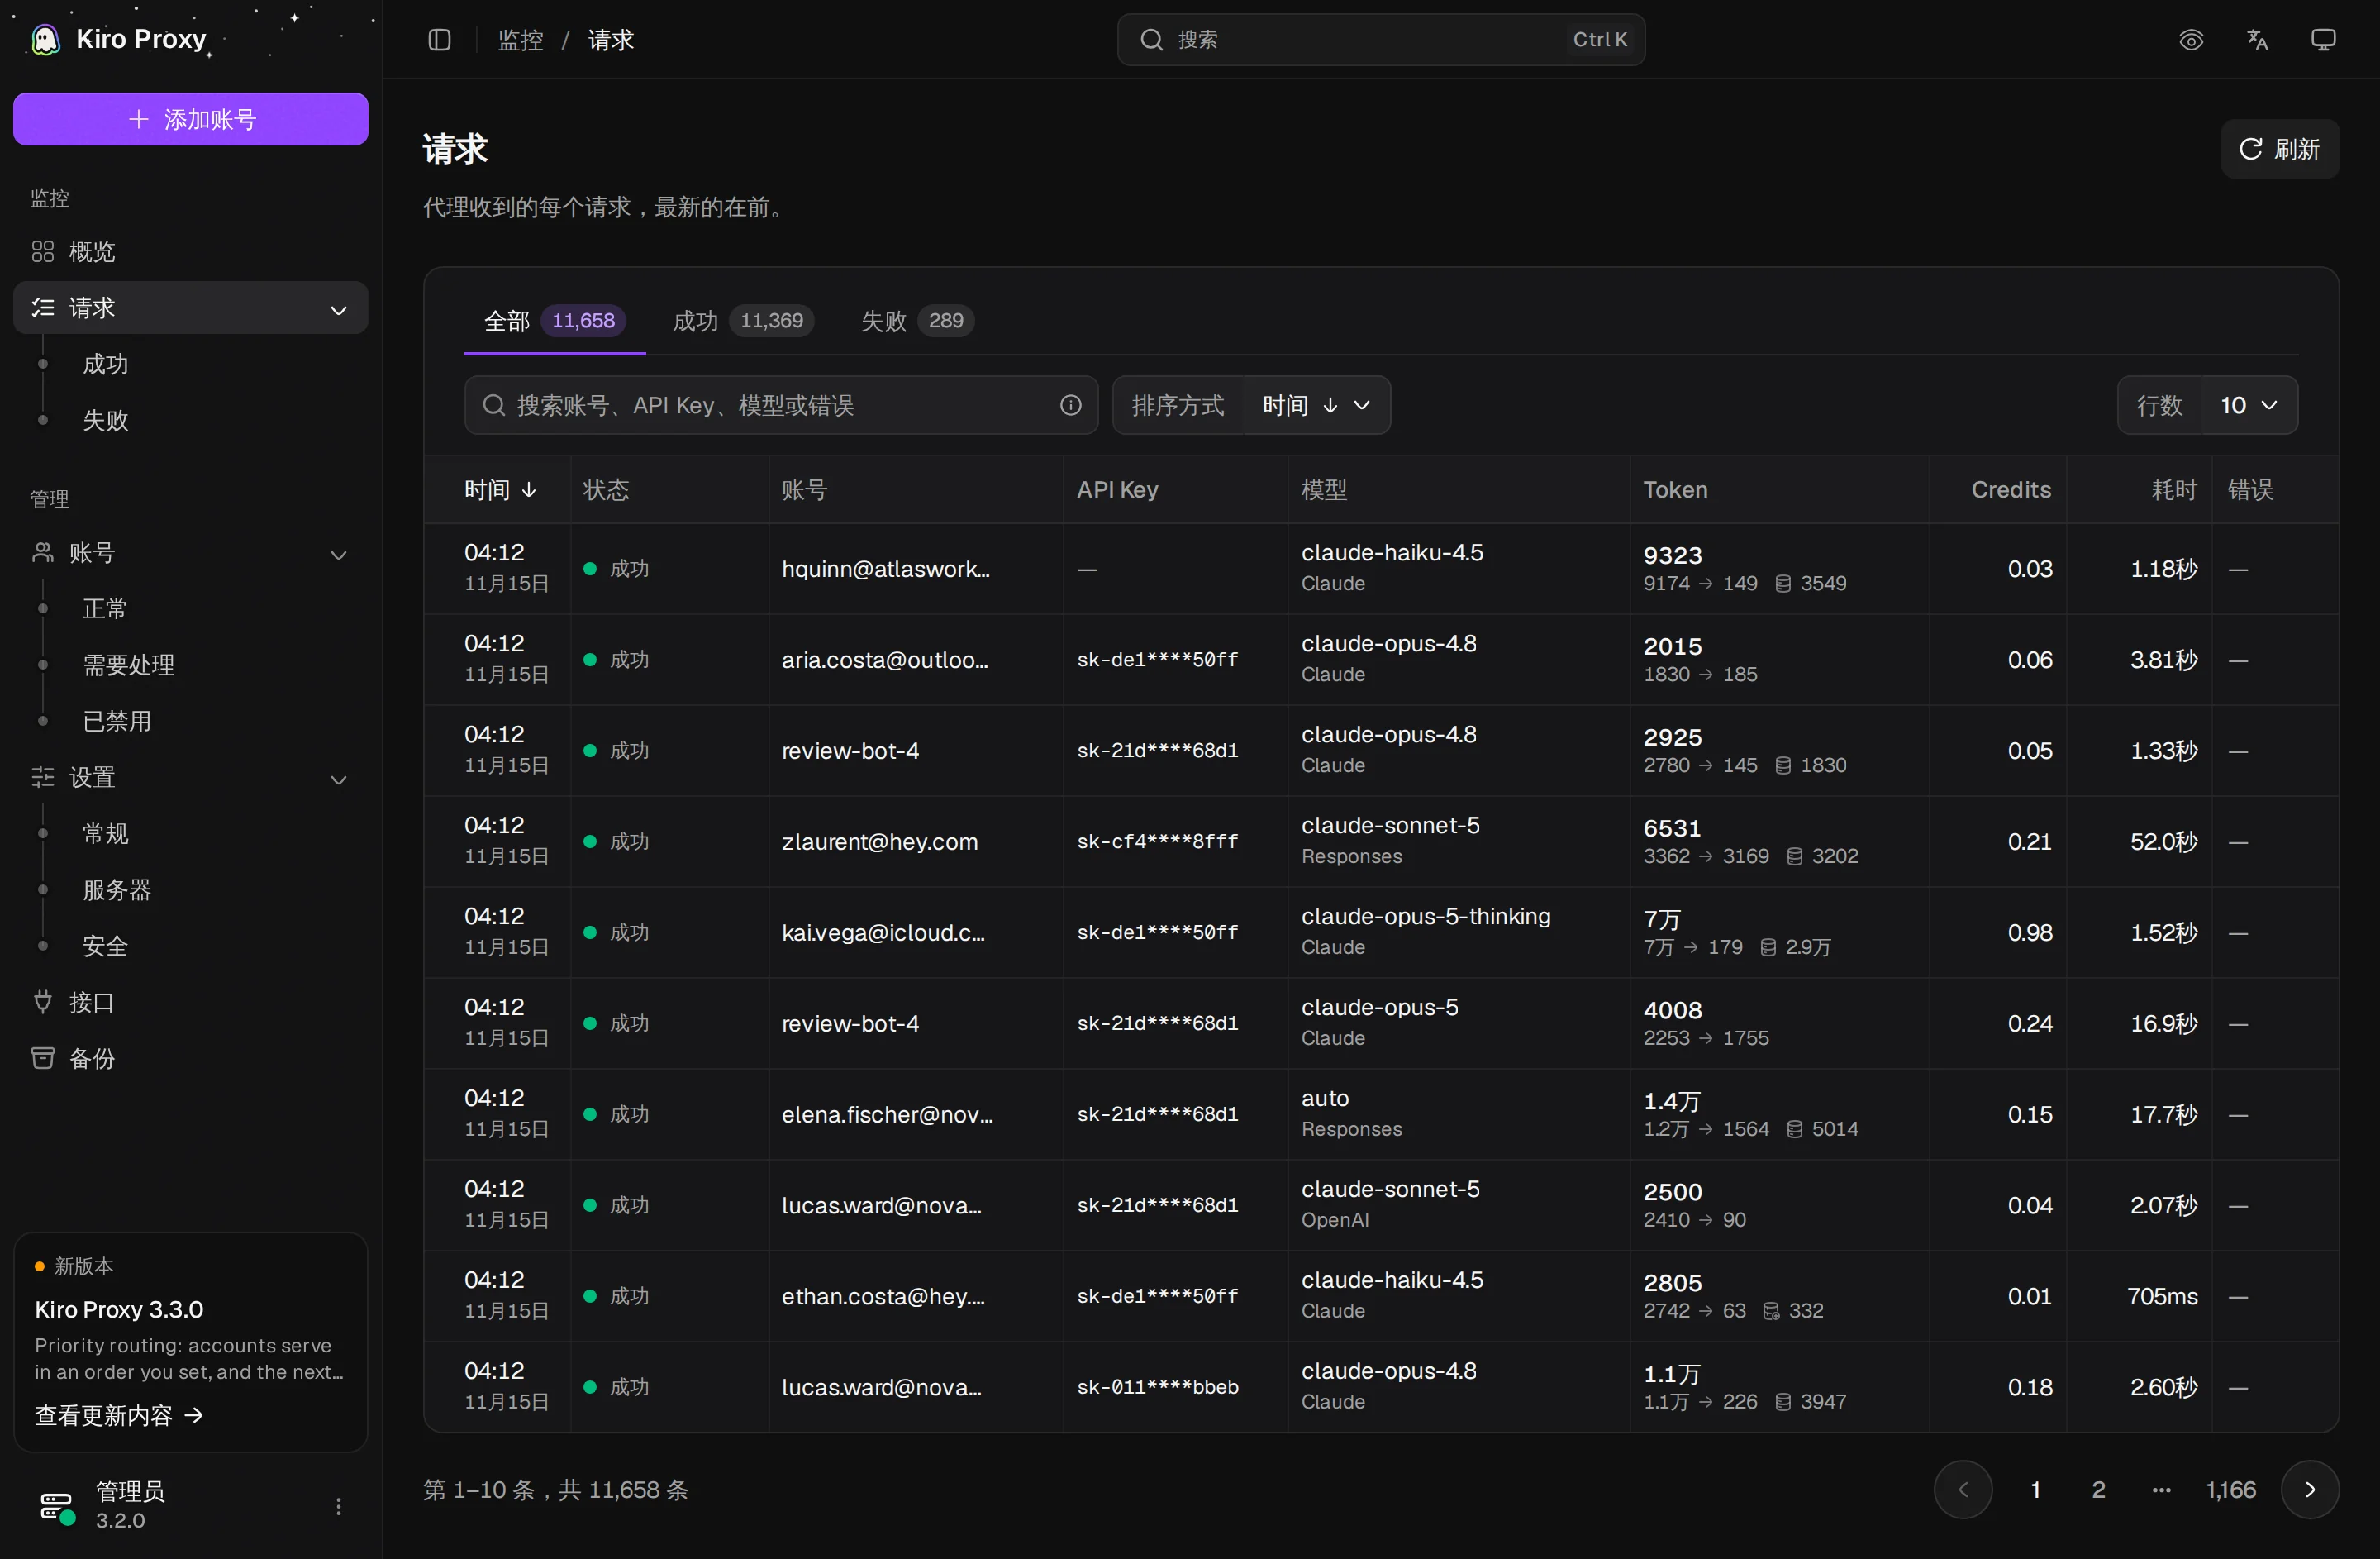 Kiro Proxy
添加账号
监控
概览
请求
成功
失败
管理
账号
正常
需要处理
已禁用
设置
常规
服务器
安全
接口
备份
新版本
Kiro Proxy 3.3.0
Priority routing: accounts serve
in an order you set, and the next...
查看更新内容
管理员
3.2.0
监控 / 请求
搜索 Ctrl K
请求
刷新
代理收到的每个请求，最新的在前。
全部 11,658 成功 11,369 失败 289
搜索账号、API Key、模型或错误
排序方式 时间
行数 10
时间 状态 账号 API Key 模型 Token Credits 耗时 错误
04:12 成功 hquinn@atlaswork... — claude-haiku-4.5 9323 0.03 1.18秒 —
11月15日 Claude 9174 → 149 3549
04:12 成功 aria.costa@outloo... sk-de1****50ff claude-opus-4.8 2015 0.06 3.81秒 —
11月15日 Claude 1830 → 185
04:12 成功 review-bot-4 sk-21d****68d1 claude-opus-4.8 2925 0.05 1.33秒 —
11月15日 Claude 2780 → 145 1830
04:12 成功 zlaurent@hey.com sk-cf4****8fff claude-sonnet-5 6531 0.21 52.0秒 —
11月15日 Responses 3362 → 3169 3202
04:12 成功 kai.vega@icloud.c... sk-de1****50ff claude-opus-5-thinking 7万 0.98 1.52秒 —
11月15日 Claude 7万 → 179 2.9万
04:12 成功 review-bot-4 sk-21d****68d1 claude-opus-5 4008 0.24 16.9秒 —
11月15日 Claude 2253 → 1755
04:12 成功 elena.fischer@nov... sk-21d****68d1 auto 1.4万 0.15 17.7秒 —
11月15日 Responses 1.2万 → 1564 5014
04:12 成功 lucas.ward@nova... sk-21d****68d1 claude-sonnet-5 2500 0.04 2.07秒 —
11月15日 OpenAI 2410 → 90
04:12 成功 ethan.costa@hey.... sk-de1****50ff claude-haiku-4.5 2805 0.01 705ms —
11月15日 Claude 2742 → 63 332
04:12 成功 lucas.ward@nova... sk-011****bbeb claude-opus-4.8 1.1万 0.18 2.60秒 —
11月15日 Claude 1.1万 → 226 3947
第 1–10 条，共 11,658 条
1 2 ... 1,166